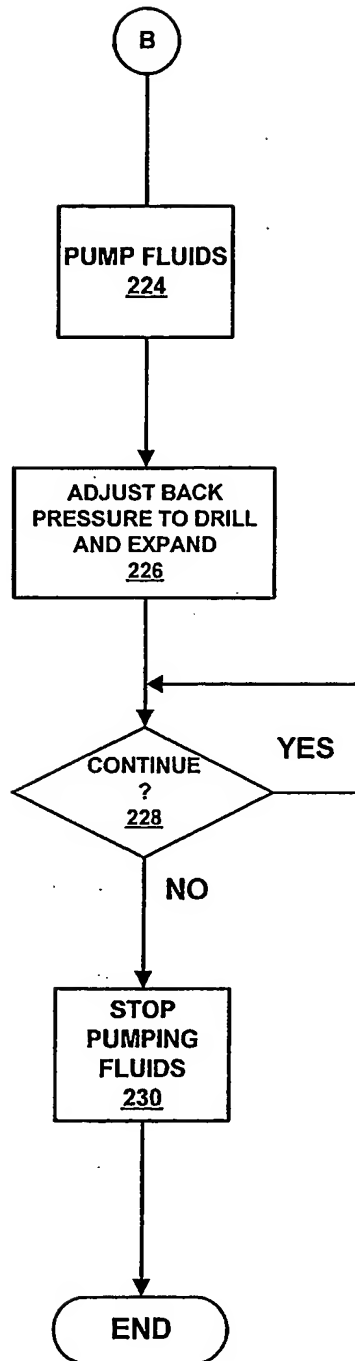 B
PUMP FLUIDS
224
ADJUST BACK
PRESSURE TO DRILL
AND EXPAND
226
CONTINUE
?
228
YES
NO
STOP
PUMPING
FLUIDS
230
END